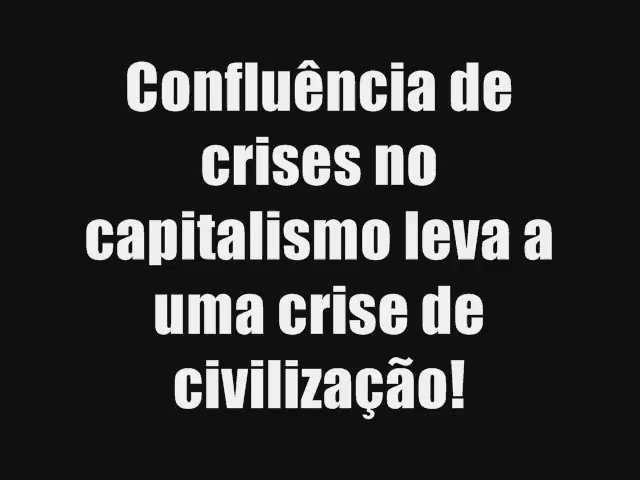 Confluência de
crises no
capitalismo leva a
uma crise de
civilização!